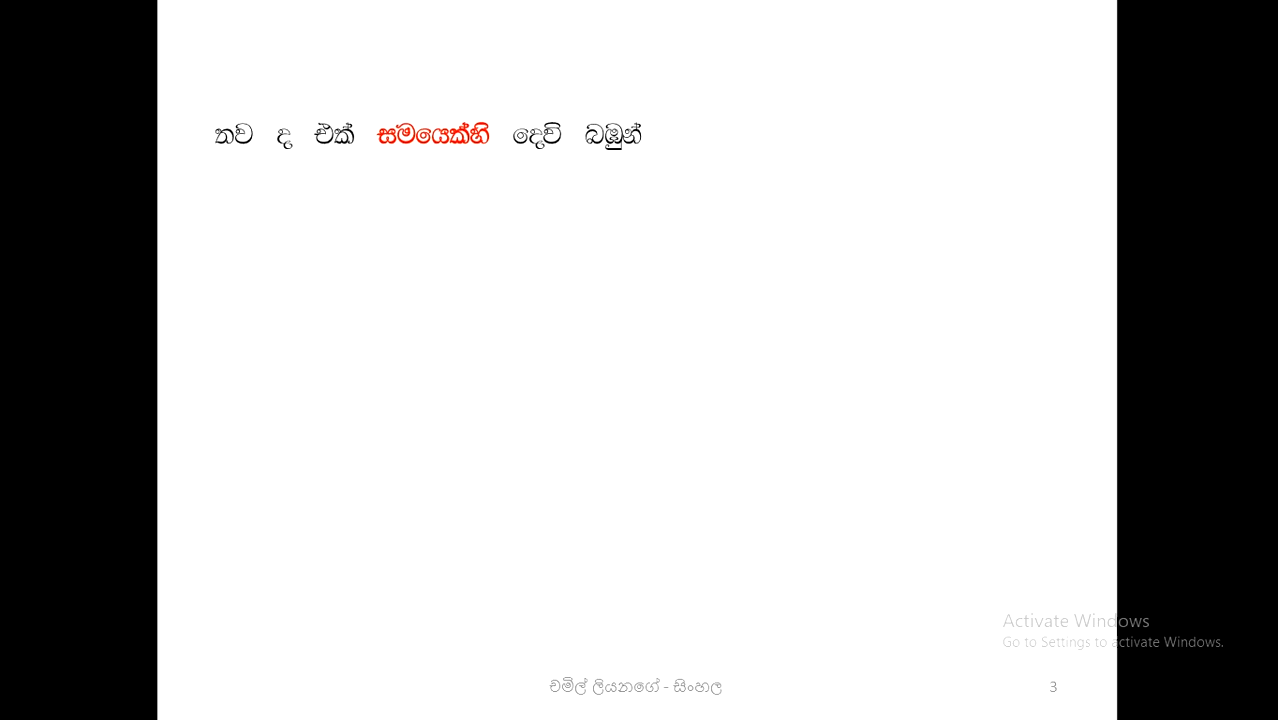 තව ද එක් සමයෙක්හි දෙවි බඹුන්
Activate Windows
Go to Settings to activate Windows.
චමිල් ලියනගේ - සිංහල 3